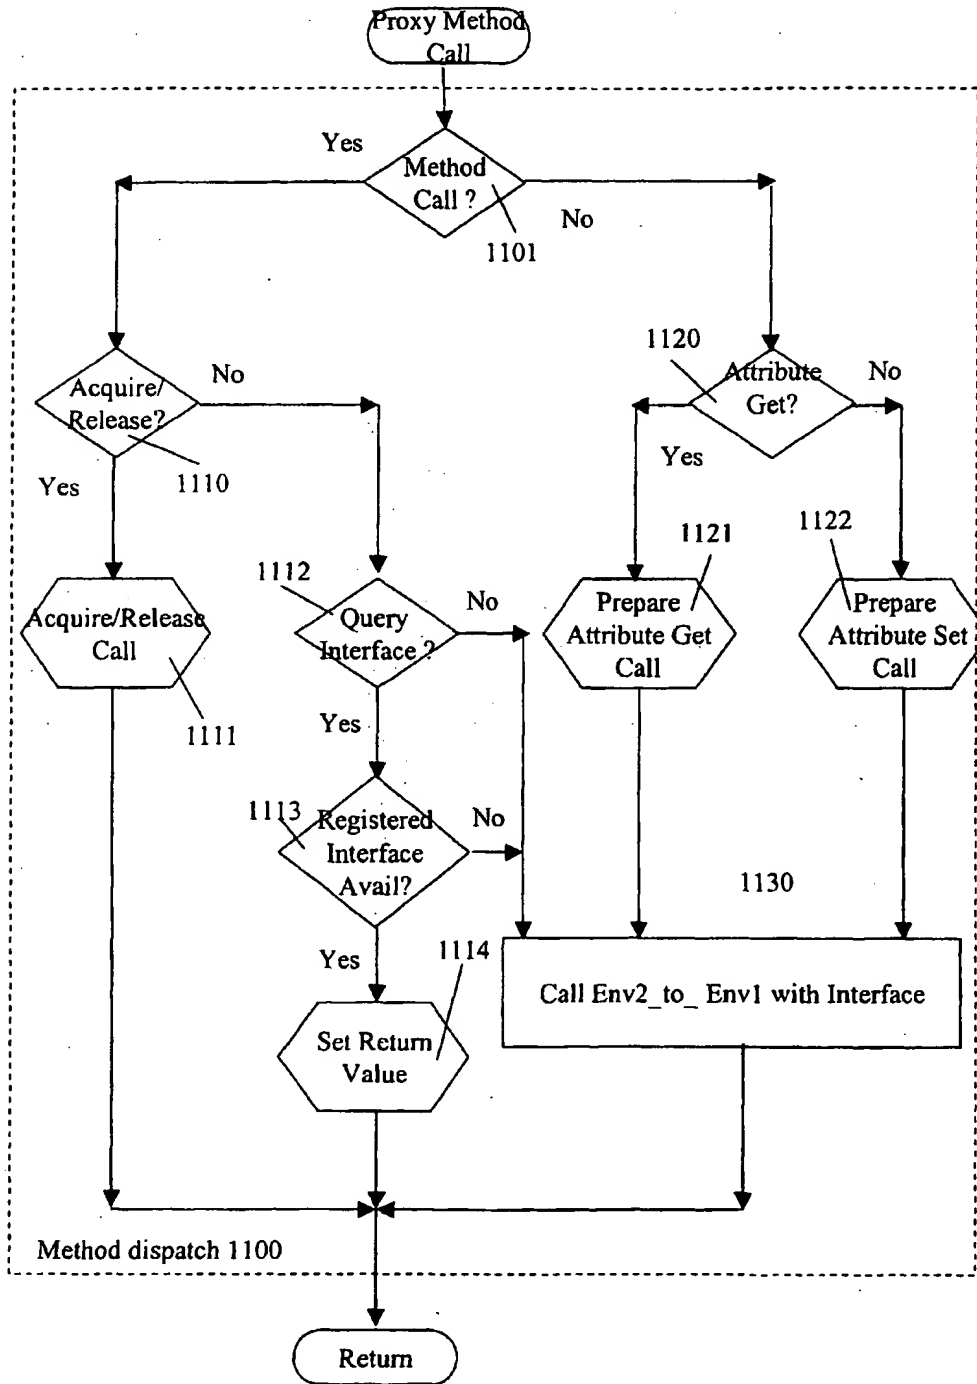 Proxy Method
Call
Yes
Method
Call ?
No
1101
1120
Acquire/
Release?
No
Attribute
Get?
No
Yes
1110
Yes
1121
1122
1112
Acquire/Release
Call
Query
Interface ?
No
Prepare
Attribute Get
Call
Prepare
Attribute Set
Call
1111
Yes
1113
Registered
Interface
Avail?
No
1130
Yes
1114
Call Env2_to_ Env1 with Interface
Set Return
Value
Method dispatch 1100
Return